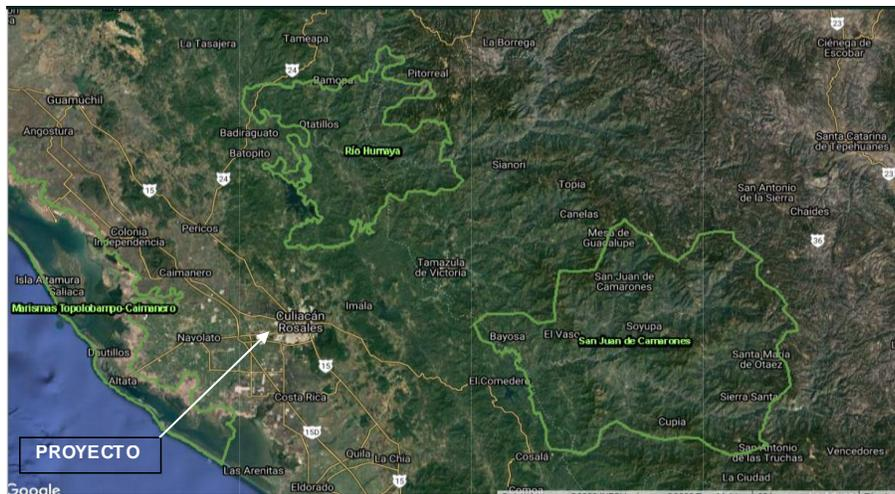 La Tasajera
Tameapa
La Borrega
23
Ciénega de
Escobar
24
Ramopa
Pitorreal
Guamúchil
Angostura
Badiraguato
Otatillos
Batopito
Río Humaya
Santa Catarina
de Tepehuanes
Sianori
23
24
15
Topia
San Antonio
de la Sierra
Canelas
Chaides
Pericos
Colonia
Independencia
Mesa de
Guadalupe
36
Caimanero
Tamazula
de Victoria
Isla Altamura
Saliaca
San Juan de
Camarones
Marismas Topolobampo-Caimanero
Imala
Culiacán
Rosales
Soyupa
Navolato
Bayosa
El Vaso
San Juan de Camarones
Dautillos
Santa María
de Otaez
15
Altata
El Comedero
Costa Rica
Sierra Santa
Cupia
15D
PROYECTO
Quila
La Chia
Cosalá
San Antonio
de las Truchas
Vencedores
Las Arenitas
15
La Ciudad
Eldorado
Google